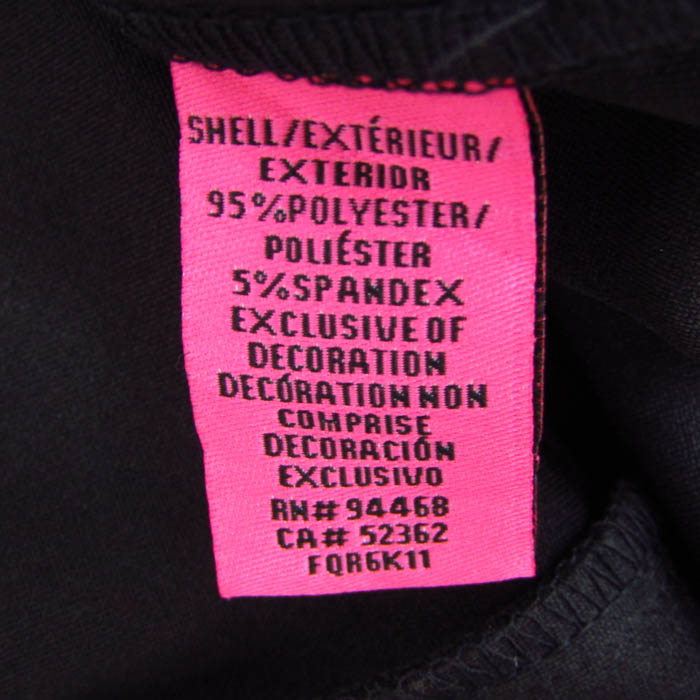 SHELL/EXTÉRIEUR/
EXTERIOR
95%POLYESTER/
POLIÉSTER
5%SPANDEX
EXCLUSIVE OF
DECORATION
DECÓRATION NON
COMPRISE
DECORACIÓN
EXCLUSIVO
RN# 94468
CA# 52362
FQR6K11